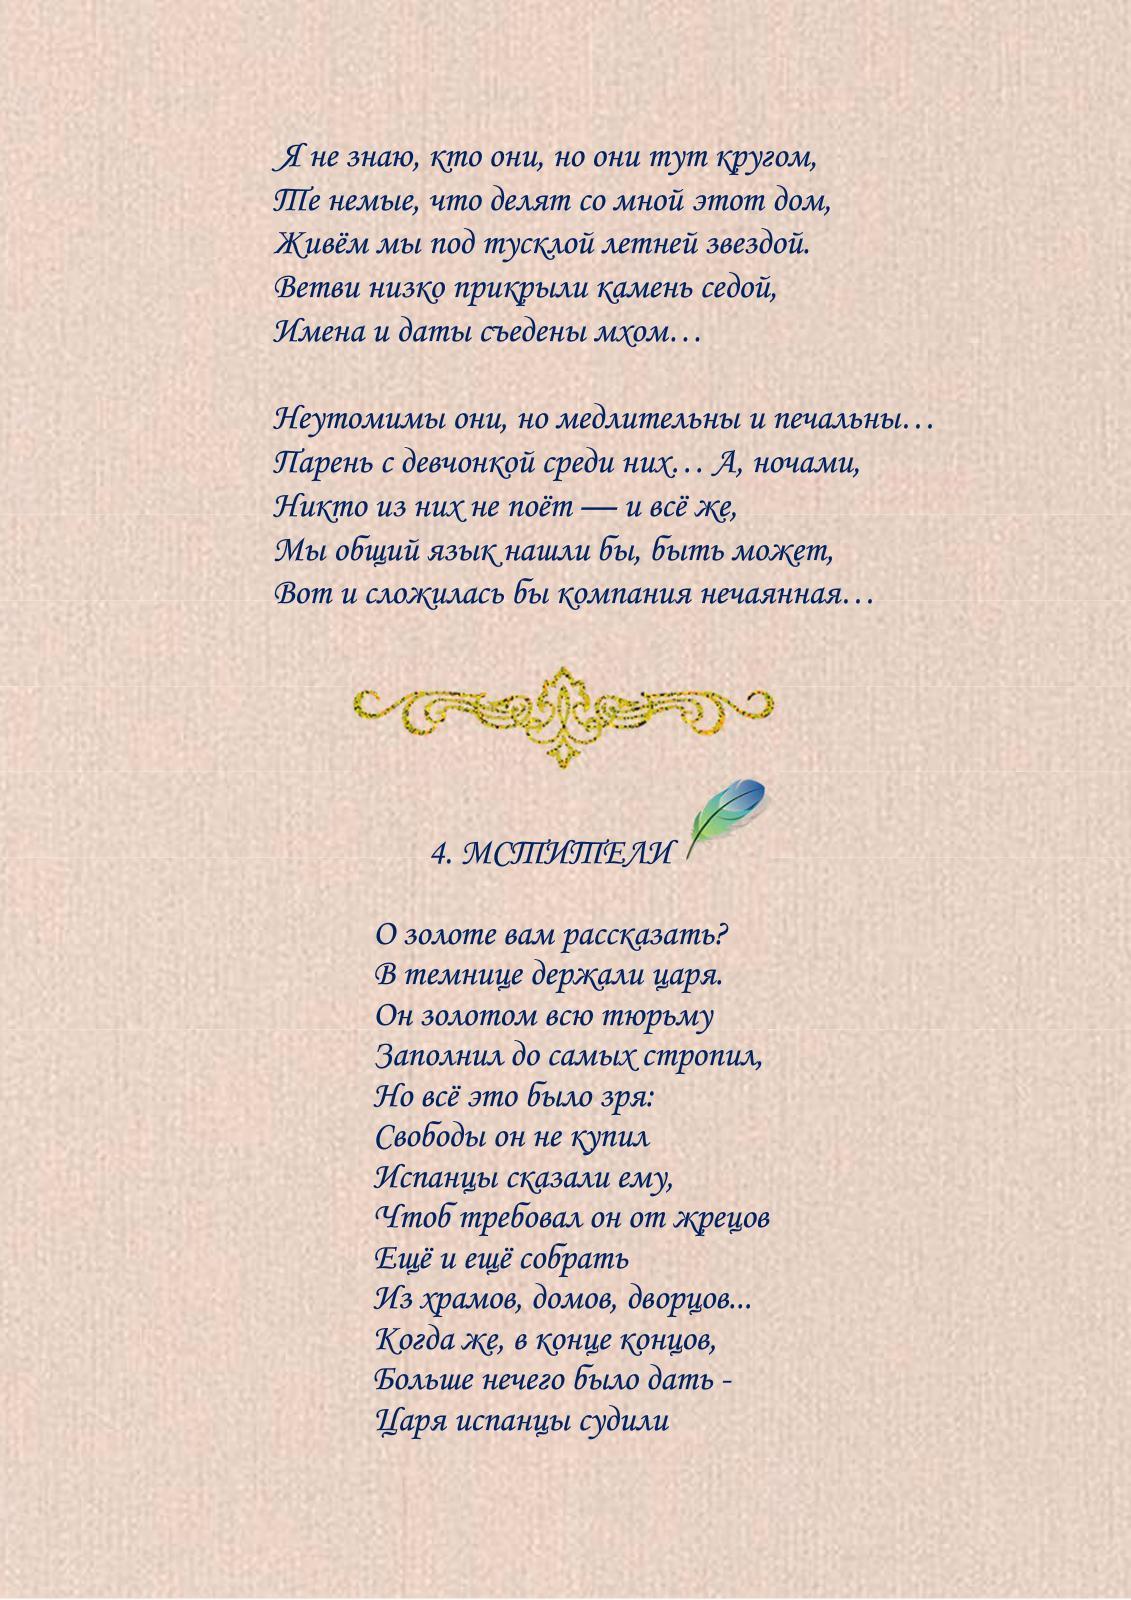 Я не знаю, кто они, но они тут кругом,
Те немые, что делят со мной этот дом,
Живём мы под тусклой летней звездой.
Ветви низко прикрыли камень седой,
Имена и даты съедены мхом…
Неутомимы они, но медлительны и печальны…
Парень с девчонкой среди них… А, ночами,
Никто из них не поёт — и всё же,
Мы общий язык нашли бы, быть может,
Вот и сложилась бы компания нечаянная…
4. МСТИТЕЛИ
О золоте вам рассказать?
В темнице держали царя.
Он золотом всю тюрьму
Заполнил до самых стропил,
Но всё это было зря:
Свободы он не купил
Испанцы сказали ему,
Чтоб требовал он от жрецов
Ещё и ещё собрать
Из храмов, домов, дворцов...
Когда же, в конце концов,
Больше нечего было дать -
Царя испанцы судили